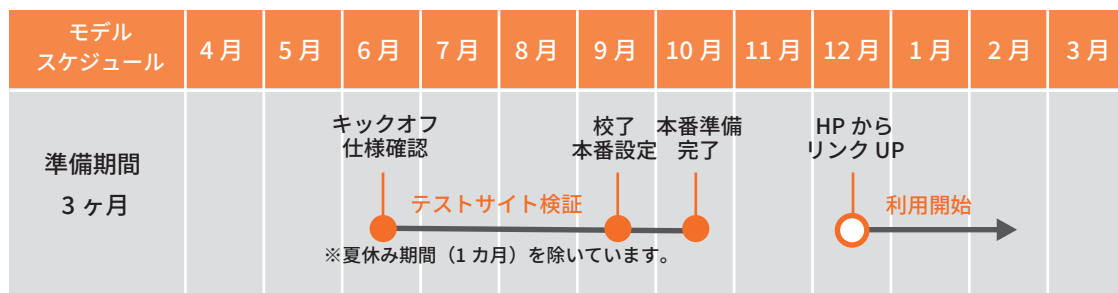 モデル
スケジュール
4月
5月
6月
7月
8月
9月
10月
11月
12月
1月
2月
3月
準備期間
3ヶ月
キックオフ
仕様確認
テストサイト検証
校了
本番設定
本番準備
完了
HPから
リンクUP
利用開始
※夏休み期間（1カ月）を除いています。